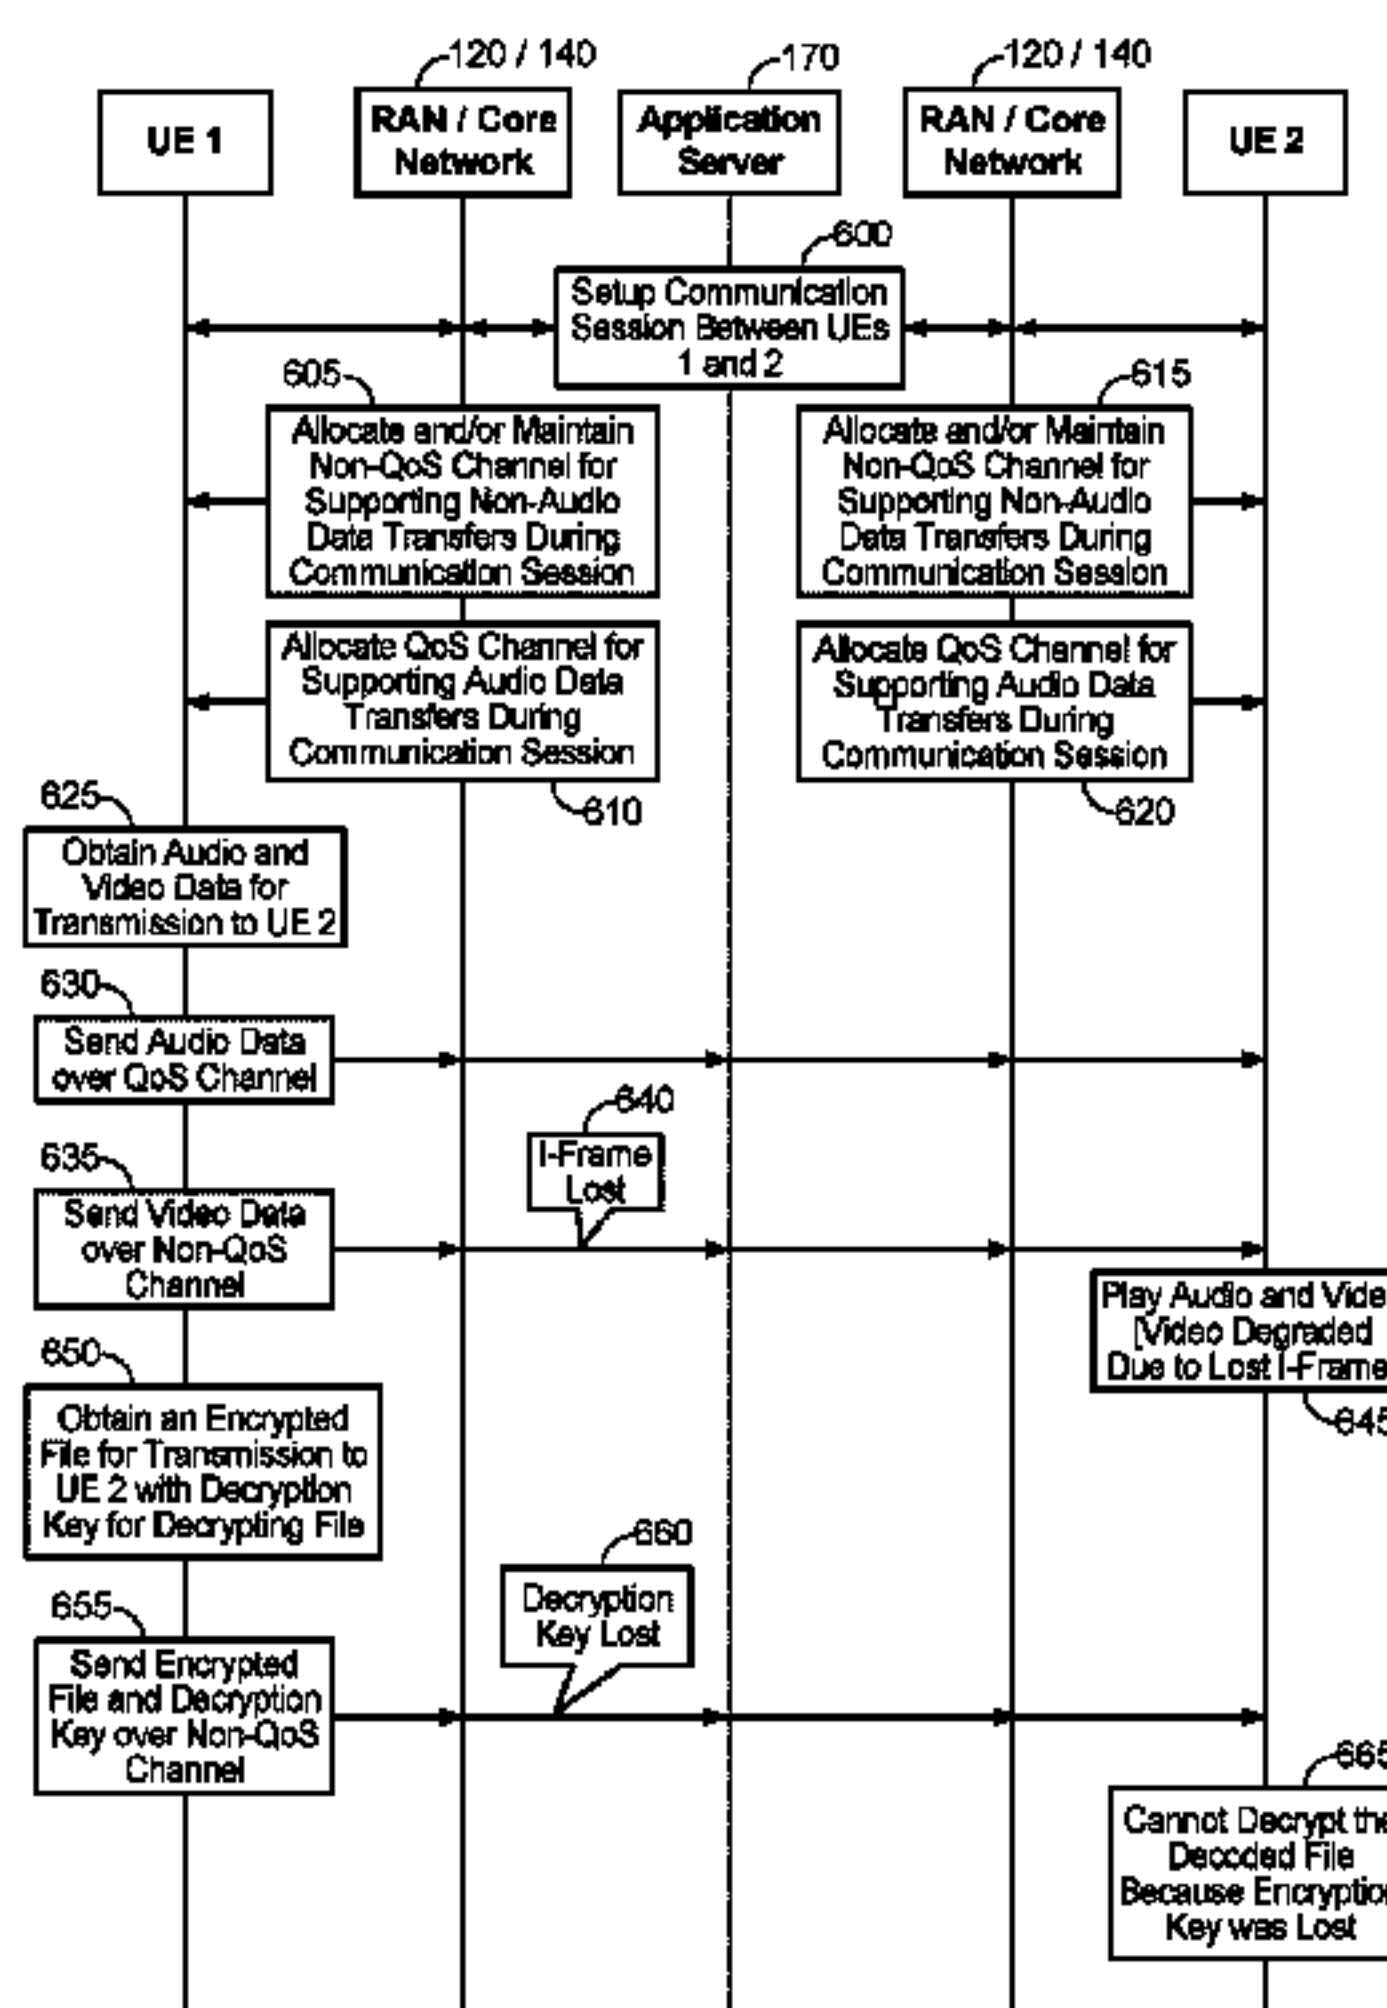 120 / 140
170
120 / 140
UE 1
RAN / Core
Network
Application
Server
RAN / Core
Network
UE 2
600
Setup Communication
Session Between UEs
1 and 2
605
615
Allocate and/or Maintain
Non-QoS Channel for
Supporting Non-Audio
Data Transfers During
Communication Session
Allocate and/or Maintain
Non-QoS Channel for
Supporting Non-Audio
Data Transfers During
Communication Session
Allocate QoS Channel for
Supporting Audio Data
Transfers During
Communication Session
Allocate QoS Channel for
Supporting Audio Data
Transfers During
Communication Session
610
620
625
Obtain Audio and
Video Data for
Transmission to UE 2
630
Send Audio Data
over QoS Channel
640
I-Frame
Lost
635
Send Video Data
over Non-QoS
Channel
Play Audio and Vide
[Video Degraded
Due to Lost I-Frame
645
650
Obtain an Encrypted
File for Transmission to
UE 2 with Decryption
Key for Decrypting File
660
Decryption
Key Lost
655
Send Encrypted
File and Decryption
Key over Non-QoS
Channel
665
Cannot Decrypt the
Decoded File
Because Encryption
Key was Lost